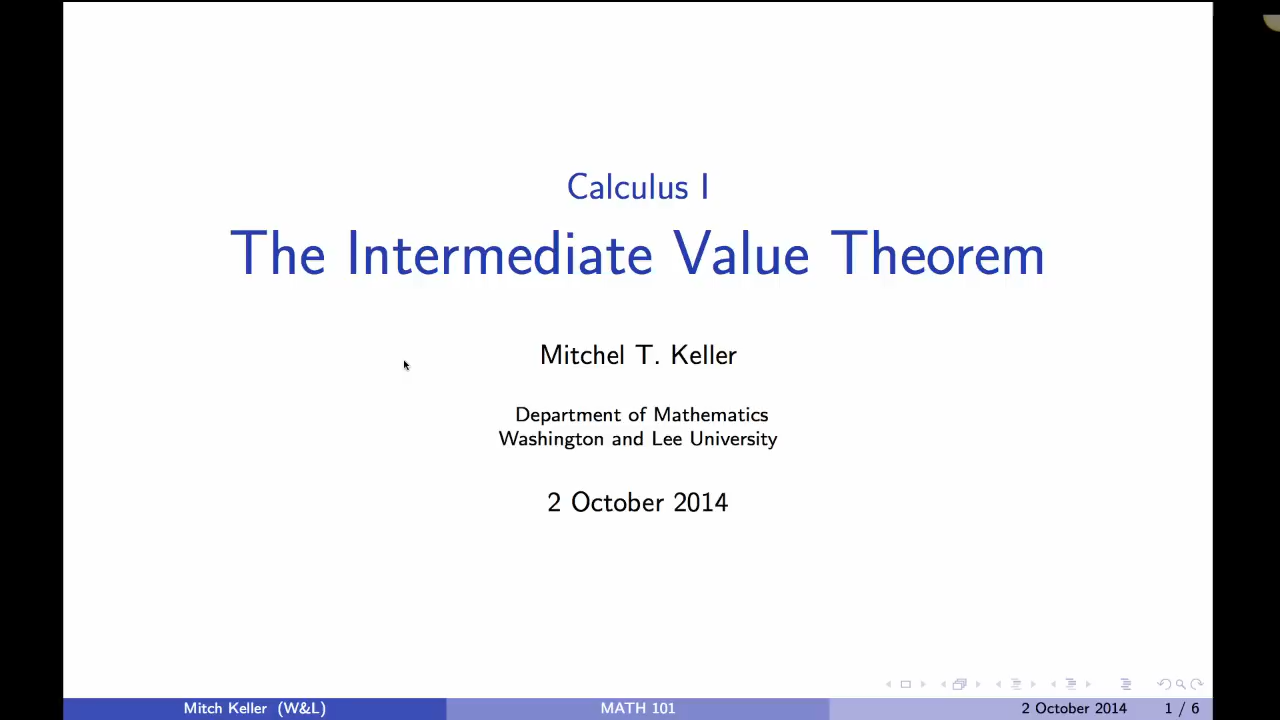 Calculus I
The Intermediate Value Theorem
Mitchel T. Keller
Department of Mathematics
Washington and Lee University
2 October 2014
Mitch Keller (W&L) MATH 101 2 October 2014 1 / 6